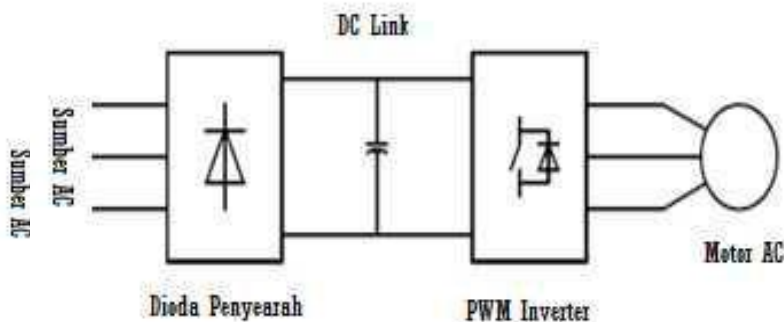 DC Link
Sumber AC
Sumber AC
Motor AC
Dioda Penyearah
PWM Inverter